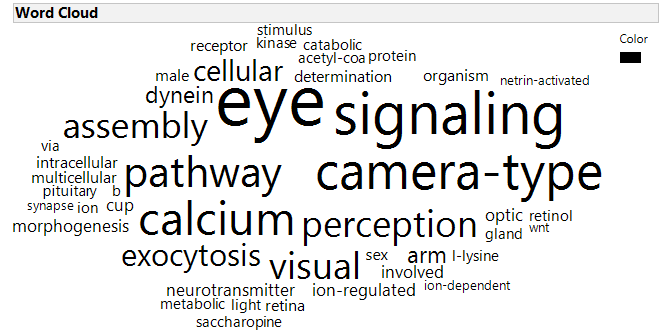 Word Cloud
Color
stimulus
receptor kinase catabolic
acetyl-coa protein
male cellular determination organism netrin-activated
dynein eye signaling
assembly
via
intracellular pathway camera-type
multicellular
pituitary b
synapse ion cup calcium perception optic retinol
morphogenesis gland wnt
exocytosis visual sex arm l-lysine
involved
neurotransmitter ion-regulated ion-dependent
metabolic light retina
saccharopine